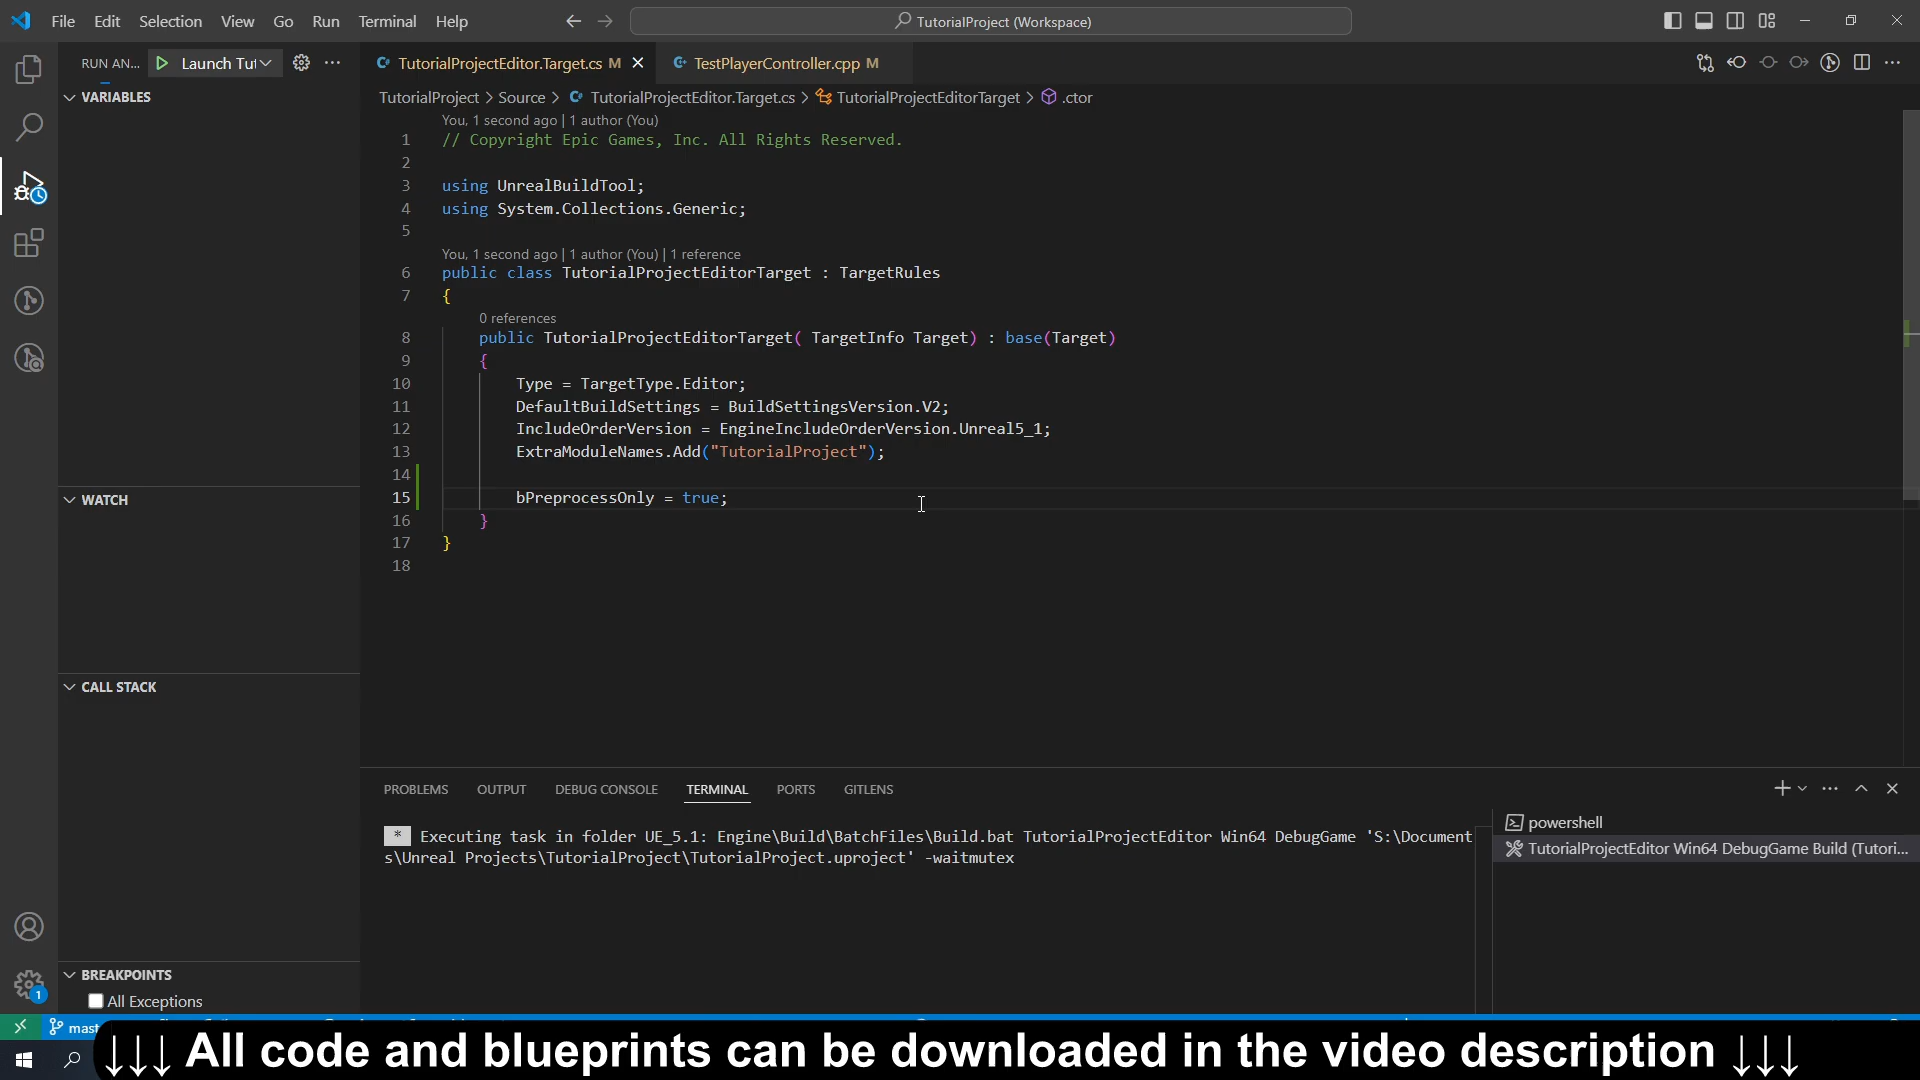 File Edit Selection View Go Run Terminal Help
TutorialProject (Workspace)
RUN AN... Launch Tut
TutorialProjectEditor.Target.cs M
TestPlayerController.cpp M
VARIABLES
TutorialProject > Source > TutorialProjectEditor.Target.cs > TutorialProjectEditorTarget > .ctor
You, 1 second ago | 1 author (You)
1 // Copyright Epic Games, Inc. All Rights Reserved.
2
3 using UnrealBuildTool;
4 using System.Collections.Generic;
5
You, 1 second ago | 1 author (You) | 1 reference
6 public class TutorialProjectEditorTarget : TargetRules
7 {
0 references
8 public TutorialProjectEditorTarget( TargetInfo Target) : base(Target)
9 {
10 Type = TargetType.Editor;
11 DefaultBuildSettings = BuildSettingsVersion.V2;
12 IncludeOrderVersion = EngineIncludeOrderVersion.Unreal5_1;
13 ExtraModuleNames.Add("TutorialProject");
14
15 bPreprocessOnly = true;
16 }
17 }
18
WATCH
CALL STACK
BREAKPOINTS
All Exceptions
PROBLEMS OUTPUT DEBUG CONSOLE TERMINAL PORTS GITLENS
* Executing task in folder UE_5.1: Engine\Build\BatchFiles\Build.bat TutorialProjectEditor Win64 DebugGame 'S:\Document
s\Unreal Projects\TutorialProject\TutorialProject.uproject' -waitmutex
powershell
TutorialProjectEditor Win64 DebugGame Build (Tutori...
1
mast
↓↓↓ All code and blueprints can be downloaded in the video description ↓↓↓